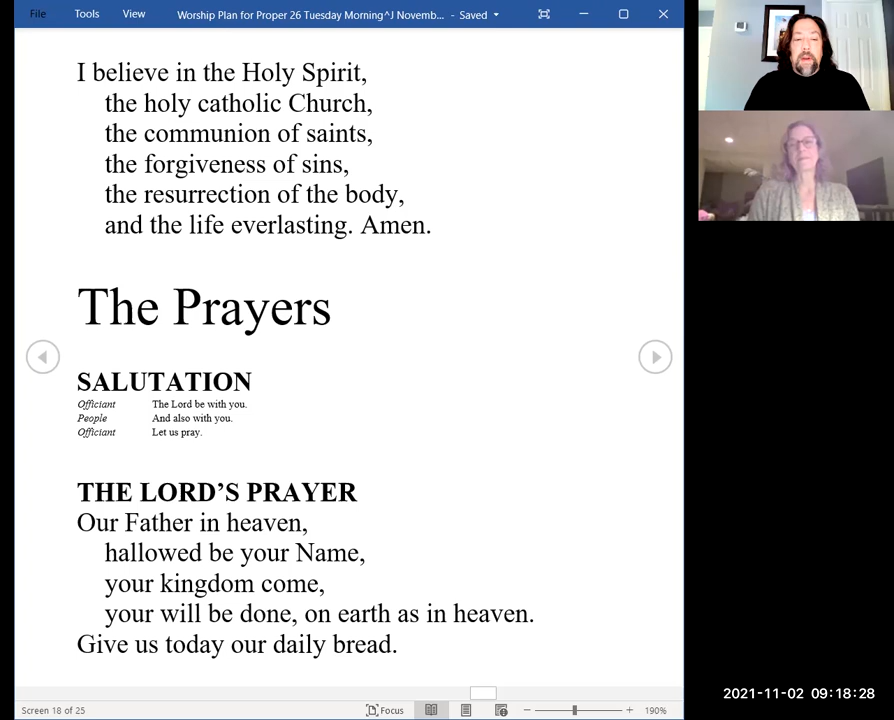 File Tools View Worship Plan for Proper 26 Tuesday Morning^J Novemb... - Saved
I believe in the Holy Spirit,
the holy catholic Church,
the communion of saints,
the forgiveness of sins,
the resurrection of the body,
and the life everlasting. Amen.
The Prayers
SALUTATION
Officiant The Lord be with you.
People And also with you.
Officiant Let us pray.
THE LORD’S PRAYER
Our Father in heaven,
hallowed be your Name,
your kingdom come,
your will be done, on earth as in heaven.
Give us today our daily bread.
Screen 18 of 25 Focus 190%
2021-11-02 09:18:28